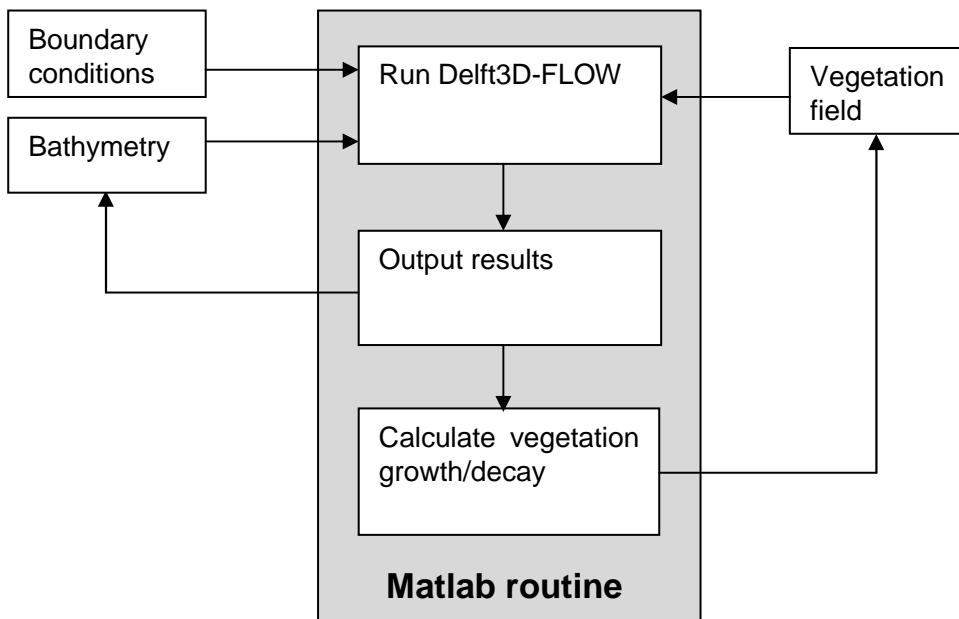 Boundary
conditions
Bathymetry
Run Delft3D-FLOW
Output results
Calculate vegetation
growth/decay
Matlab routine
Vegetation
field